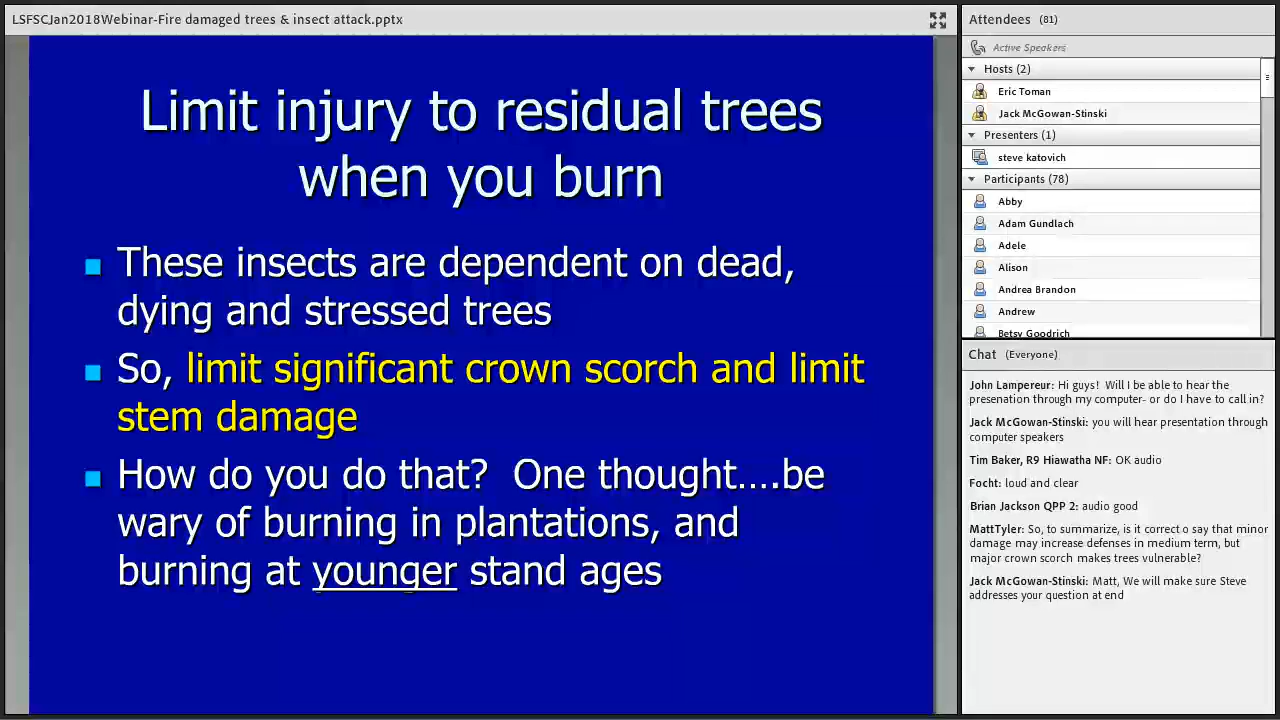 LSFSCJan2018Webinar-Fire damaged trees & insect attack.pptx
Limit injury to residual trees
when you burn
These insects are dependent on dead,
dying and stressed trees
So, limit significant crown scorch and limit
stem damage
How do you do that?  One thought....be
wary of burning in plantations, and
burning at younger stand ages
Attendees (81)
Active Speakers
Hosts (2)
Eric Toman
Jack McGowan-Stinski
Presenters (1)
steve katovich
Participants (78)
Abby
Adam Gundlach
Adele
Alison
Andrea Brandon
Andrew
Betsy Goodrich
Chat (Everyone)
John Lampereur: Hi guys!  Will I be able to hear the
presenation through my computer- or do I have to call in?
Jack McGowan-Stinski: you will hear presentation through
computer speakers
Tim Baker, R9 Hiawatha NF: OK audio
Focht: loud and clear
Brian Jackson QPP 2: audio good
MattTyler: So, to summarize, is it correct o say that minor
damage may increase defenses in medium term, but
major crown scorch makes trees vulnerable?
Jack McGowan-Stinski: Matt, We will make sure Steve
addresses your question at end